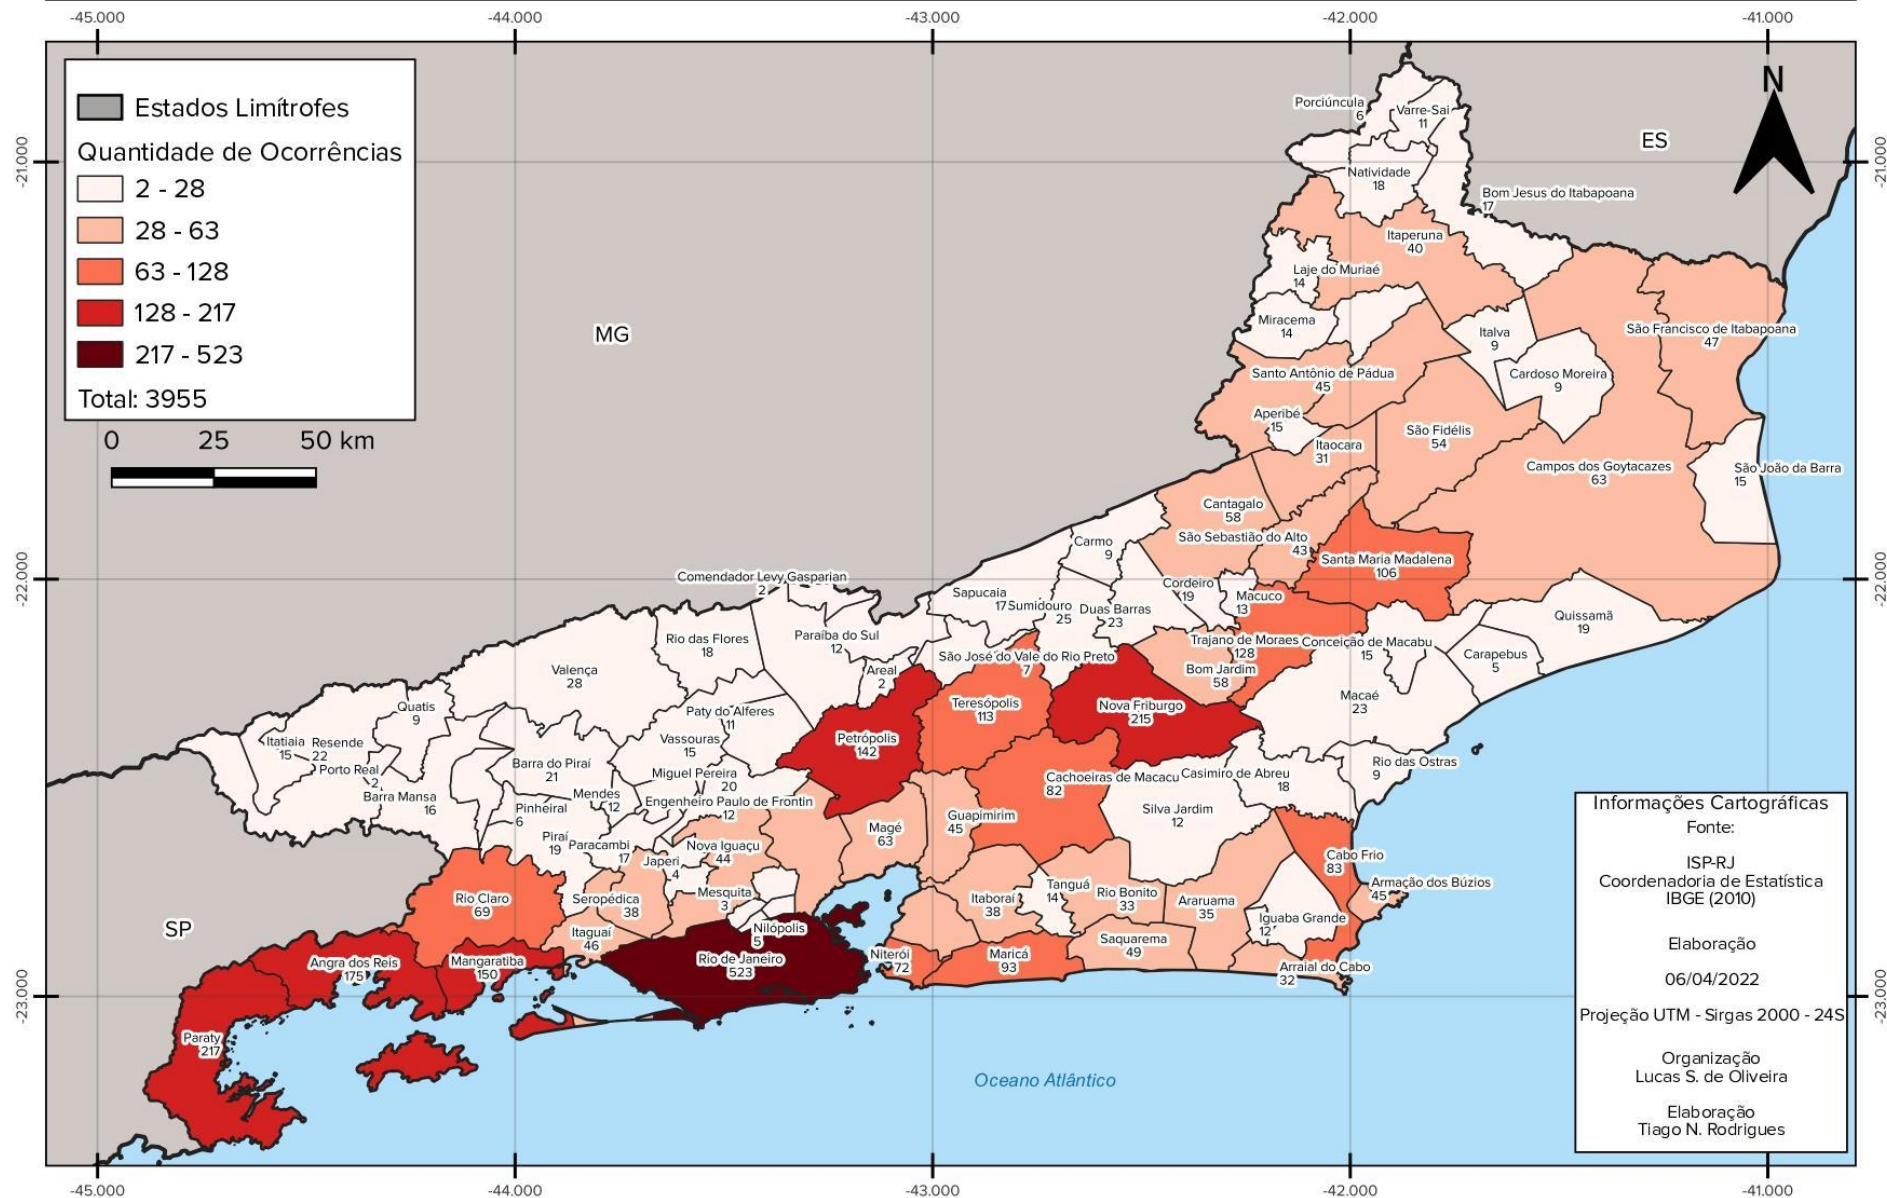 -45.000
-44.000
-43.000
-42.000
-41.000
Estados Limítrofes
Quantidade de Ocorrências
2 - 28
28 - 63
63 - 128
128 - 217
217 - 523
Total: 3955
0 25 50 km
N
-21.000
-21.000
-22.000
-22.000
-23.000
-23.000
MG
ES
SP
Porciúncula
6
Varre-Sai
11
Natividade
18
Bom Jesus do Itabapoana
17
Itaperuna
40
Laje do Muriaé
14
Miracema
14
Italva
9
São Francisco de Itabapoana
47
Cardoso Moreira
9
Santo Antônio de Pádua
45
Aperibé
15
Itaocara
31
São Fidélis
54
Campos dos Goytacazes
63
São João da Barra
15
Cantagalo
58
São Sebastião do Alto
43
Carmo
9
Santa Maria Madalena
106
Comendador Levy Gasparian
2
Sapucaia
17
Sumidouro
25
Duas Barras
23
Cordeiro
19
Macuco
13
Quissamã
19
Rio das Flores
18
Paraíba do Sul
12
São José do Vale do Rio Preto
7
Trajano de Moraes
128
Conceição de Macabu
15
Carapebus
5
Valença
28
Areal
2
Bom Jardim
58
Quatis
9
Paty do Alferes
11
Teresópolis
113
Nova Friburgo
215
Macaé
23
Itatiaia
15
Resende
22
Vassouras
15
Petrópolis
142
Porto Real
2
Barra do Piraí
21
Miguel Pereira
20
Cachoeiras de Macacu
82
Casimiro de Abreu
18
Rio das Ostras
9
Barra Mansa
16
Mendes
12
Engenheiro Paulo de Frontin
12
Pinheiral
6
Guapimirim
45
Silva Jardim
12
Magé
63
Piraí
19
Paracambi
17
Nova Iguaçu
44
Japeri
4
Cabo Frio
83
Armação dos Búzios
45
Rio Claro
69
Seropédica
38
Mesquita
3
Itaboraí
38
Tanguá
14
Rio Bonito
33
Araruama
35
Iguaba Grande
12
Itaguaí
46
Nilópolis
5
Saquarema
49
Angra dos Reis
175
Mangaratiba
150
Rio de Janeiro
523
Niterói
72
Maricá
93
Arraial do Cabo
32
Paraty
217
Oceano Atlântico
Informações Cartográficas
Fonte:
ISP-RJ
Coordenadoria de Estatística
IBGE (2010)
Elaboração
06/04/2022
Projeção UTM - Sirgas 2000 - 24S
Organização
Lucas S. de Oliveira
Elaboração
Tiago N. Rodrigues
-45.000
-44.000
-43.000
-42.000
-41.000